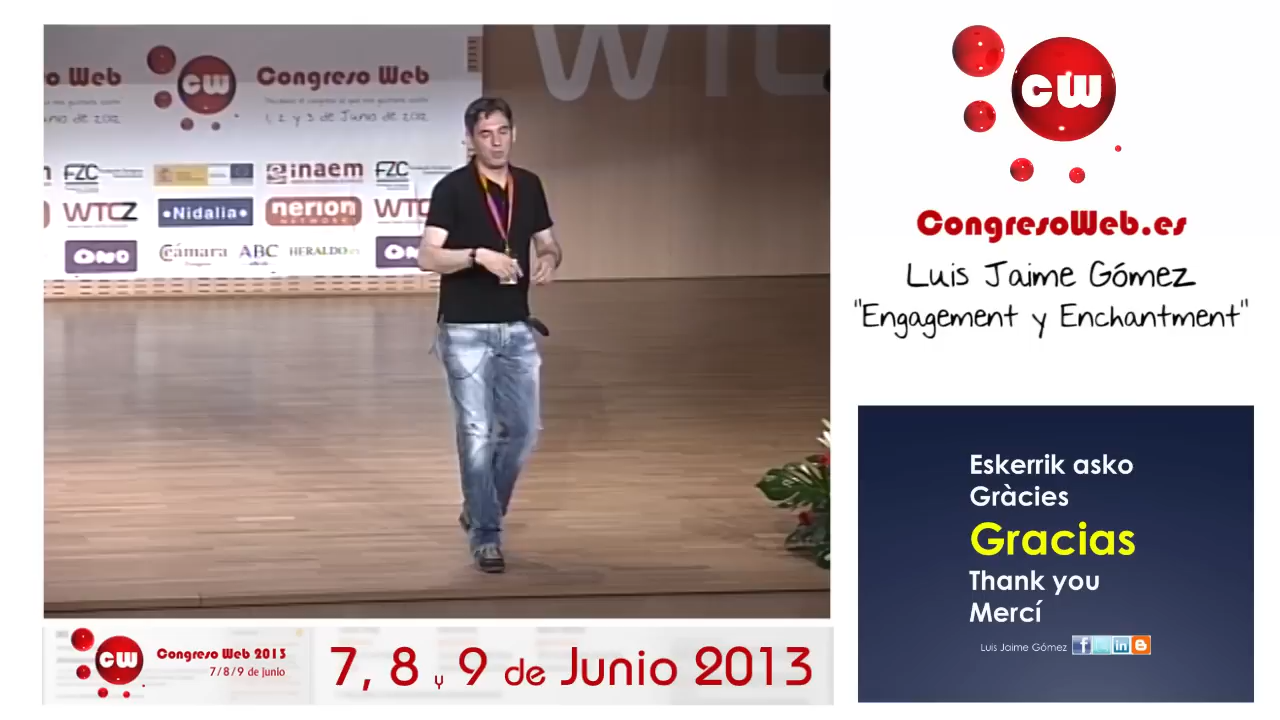 WTC
Congreso Web
Congreso Web
1, 2 y 3 de Junio de 2012
FZC
inaem
FZC
WTCZ
Nidalia
nerion
NETWORKS
WTC
ONO
Cámara
ABC
HERALDO.es
ON
cw
cw
CongresoWeb.es
Luis Jaime Gómez
"Engagement y Enchantment"
Eskerrik asko
Gràcies
Gracias
Thank you
Mercí
Luis Jaime Gómez
cw
Congreso Web 2013
7/8/9 de junio
7, 8 y 9 de Junio 2013